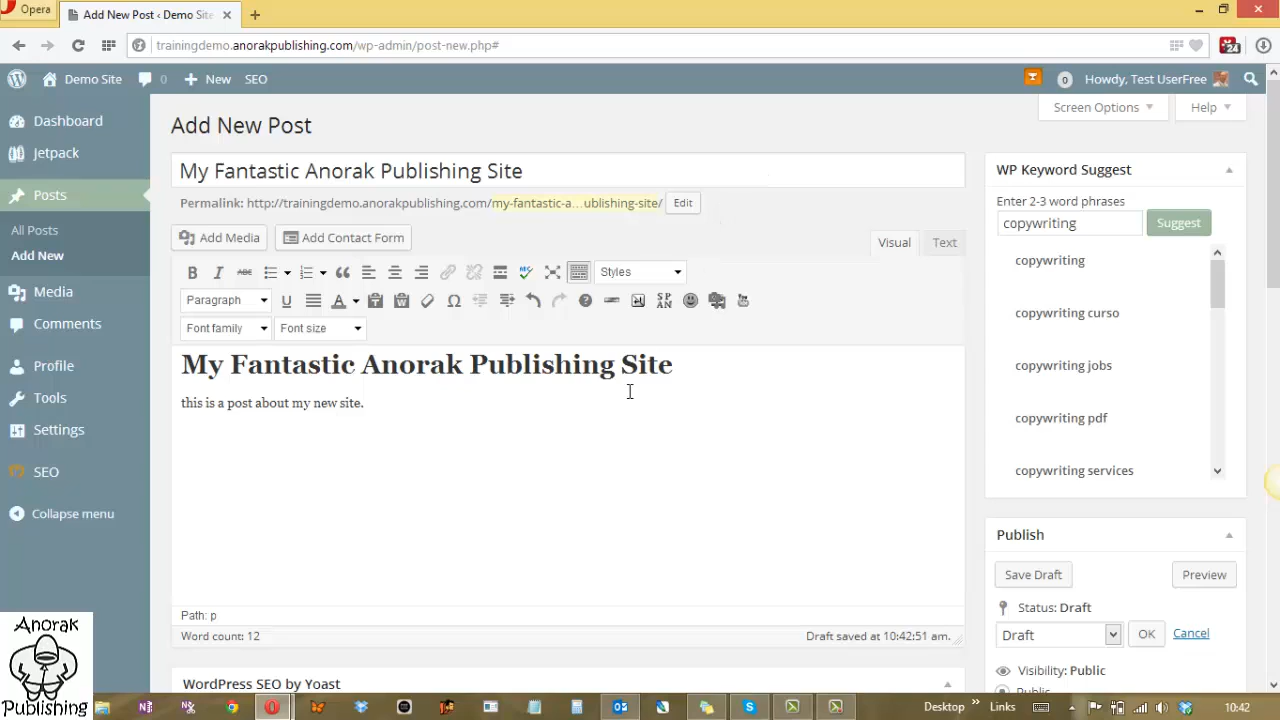 Opera
Add New Post ‹ Demo Site
trainingdemo.anorakpublishing.com/wp-admin/post-new.php#
24
Demo Site
0
New
SEO
0
Howdy, Test UserFree
Screen Options
Help
Dashboard
Jetpack
Posts
All Posts
Add New
Media
Comments
Profile
Tools
Settings
SEO
Collapse menu
Add New Post
My Fantastic Anorak Publishing Site
Permalink: http://trainingdemo.anorakpublishing.com/my-fantastic-a…ublishing-site/
Edit
Add Media
Add Contact Form
Visual
Text
B I ABC
Styles
Paragraph
U
A
SPAN
Font family
Font size
My Fantastic Anorak Publishing Site
this is a post about my new site.
Path: p
Word count: 12
Draft saved at 10:42:51 am.
WordPress SEO by Yoast
WP Keyword Suggest
Enter 2-3 word phrases
copywriting
Suggest
copywriting
copywriting curso
copywriting jobs
copywriting pdf
copywriting services
Publish
Save Draft
Preview
Status: Draft
Draft
OK
Cancel
Visibility: Public
Public
Anorak
Publishing
Desktop
Links
10:42